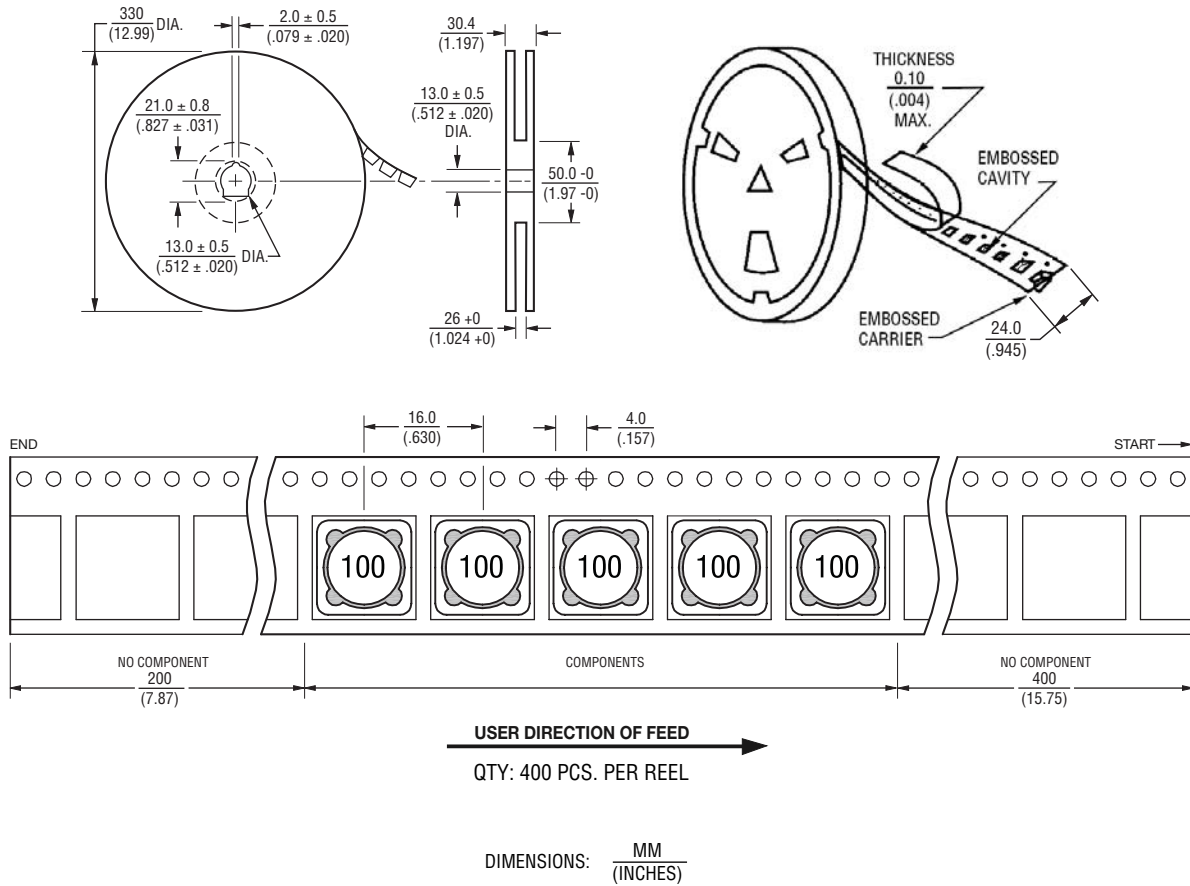 330
(12.99) DIA.
2.0 ± 0.5
(.079 ± .020)
21.0 ± 0.8
(.827 ± .031)
13.0 ± 0.5
(.512 ± .020) DIA.
30.4
(1.197)
13.0 ± 0.5
(.512 ± .020)
DIA.
50.0 -0
(1.97 -0)
26 +0
(1.024 +0)
THICKNESS
0.10
(.004)
MAX.
EMBOSSED
CAVITY
EMBOSSED
CARRIER
24.0
(.945)
16.0
(.630)
4.0
(.157)
END
START
100 100 100 100 100
NO COMPONENT
200
(7.87)
COMPONENTS
NO COMPONENT
400
(15.75)
USER DIRECTION OF FEED
QTY: 400 PCS. PER REEL
DIMENSIONS: MM
(INCHES)